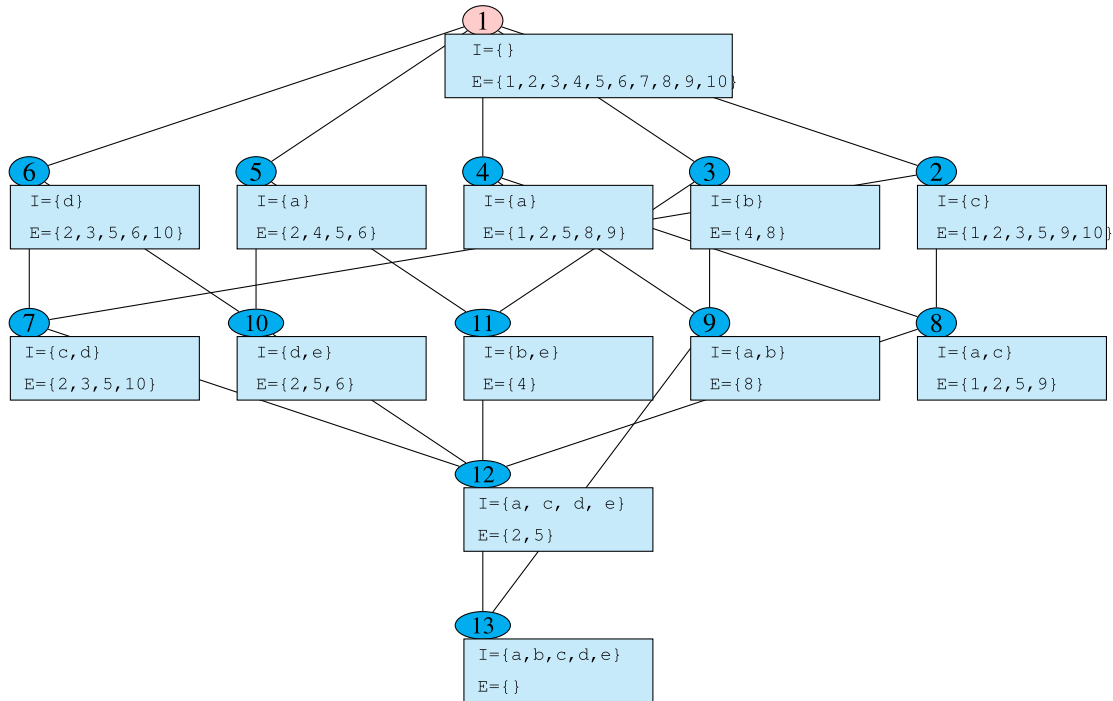 1
I={}
E={1,2,3,4,5,6,7,8,9,10}
6
5
4
3
2
I={d}
E={2,3,5,6,10}
I={a}
E={2,4,5,6}
I={a}
E={1,2,5,8,9}
I={b}
E={4,8}
I={c}
E={1,2,3,5,9,10}
7
10
11
9
8
I={c,d}
E={2,3,5,10}
I={d,e}
E={2,5,6}
I={b,e}
E={4}
I={a,b}
E={8}
I={a,c}
E={1,2,5,9}
12
I={a, c, d, e}
E={2,5}
13
I={a,b,c,d,e}
E={}